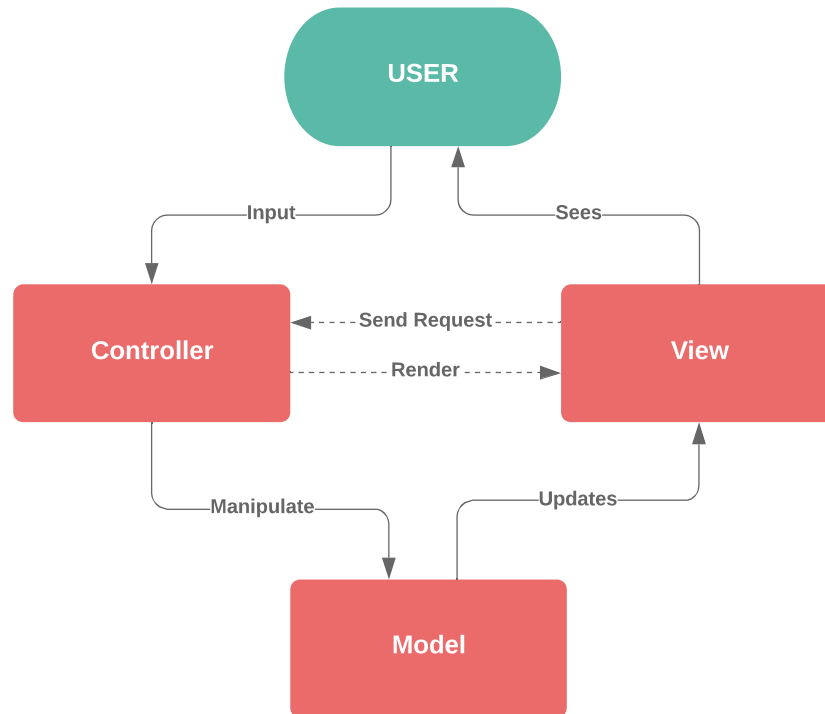 USER
Input
Sees
Send Request
Controller
View
Render
Manipulate
Updates
Model